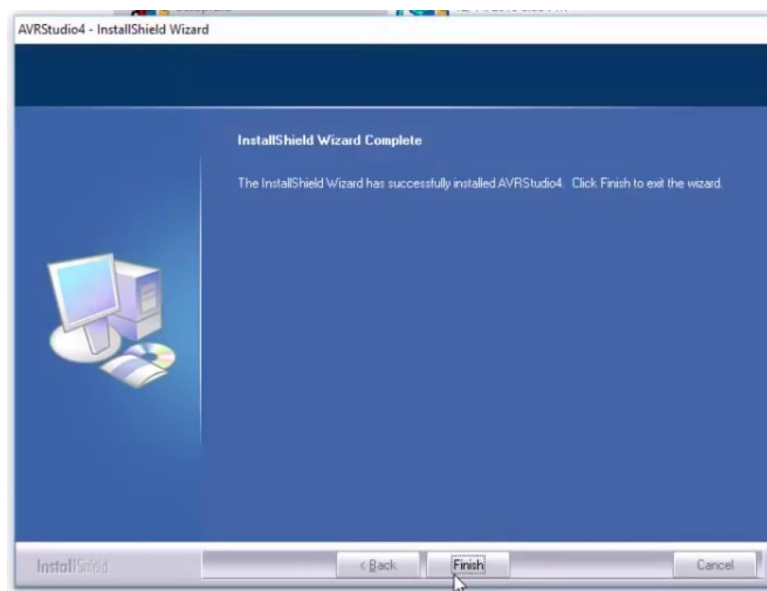 AVRStudio4 - InstallShield Wizard
InstallShield Wizard Complete
The InstallShield Wizard has successfully installed AVRStudio4. Click Finish to exit the wizard.
InstallShield
< Back
Finish
Cancel